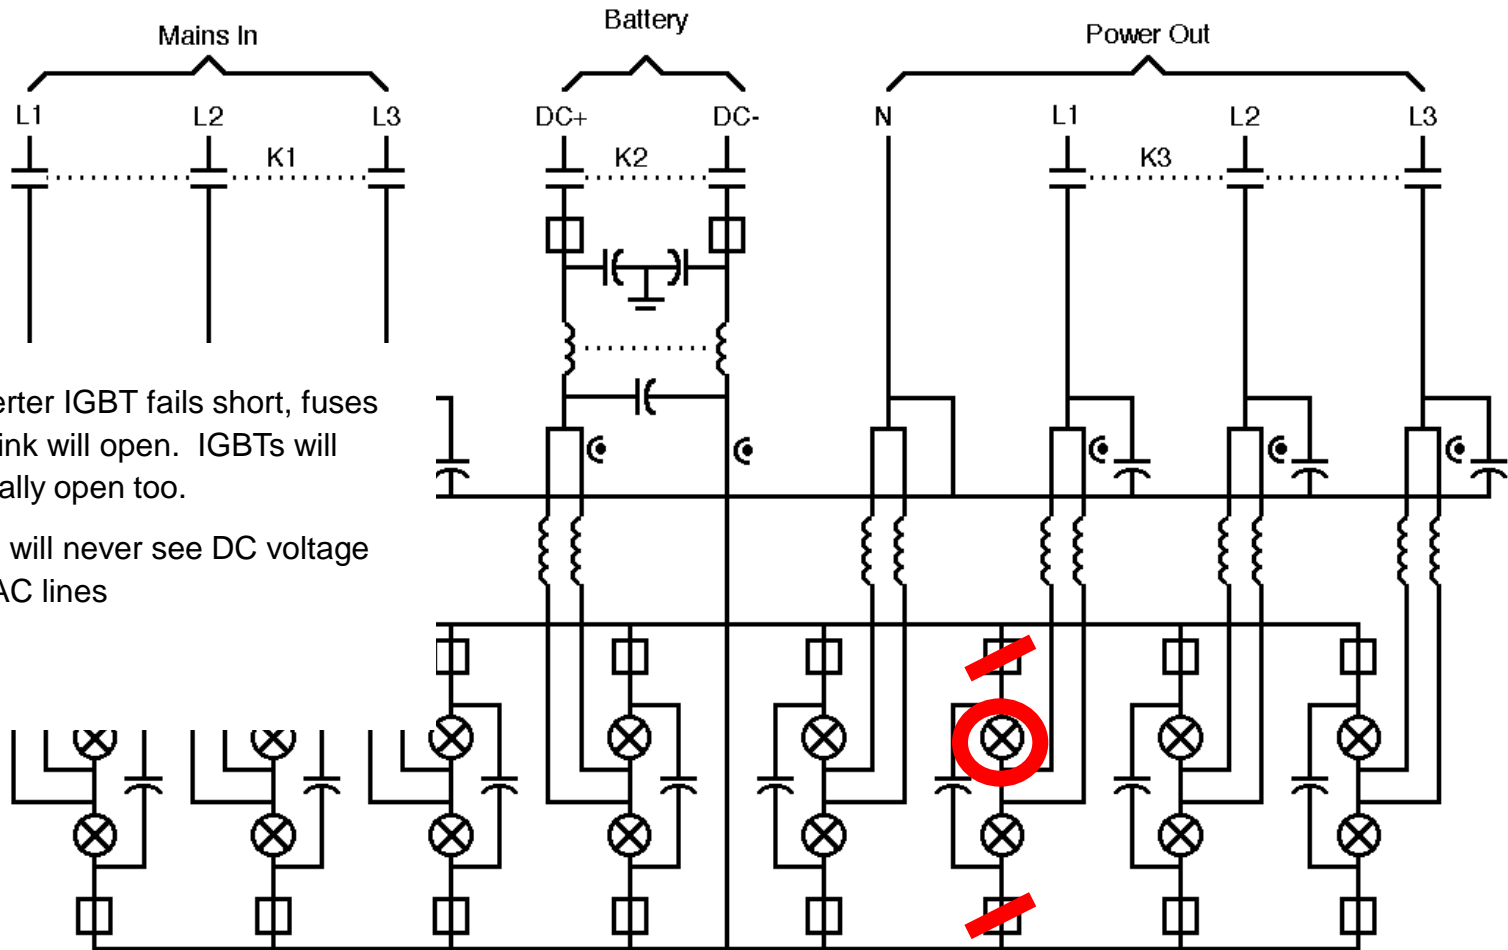 Mains In
Battery
Power Out
L1 L2 L3 DC+ DC- N L1 L2 L3
K1 K2 K3
erter IGBT fails short, fuses
ink will open. IGBTs will
ally open too.
will never see DC voltage
AC lines